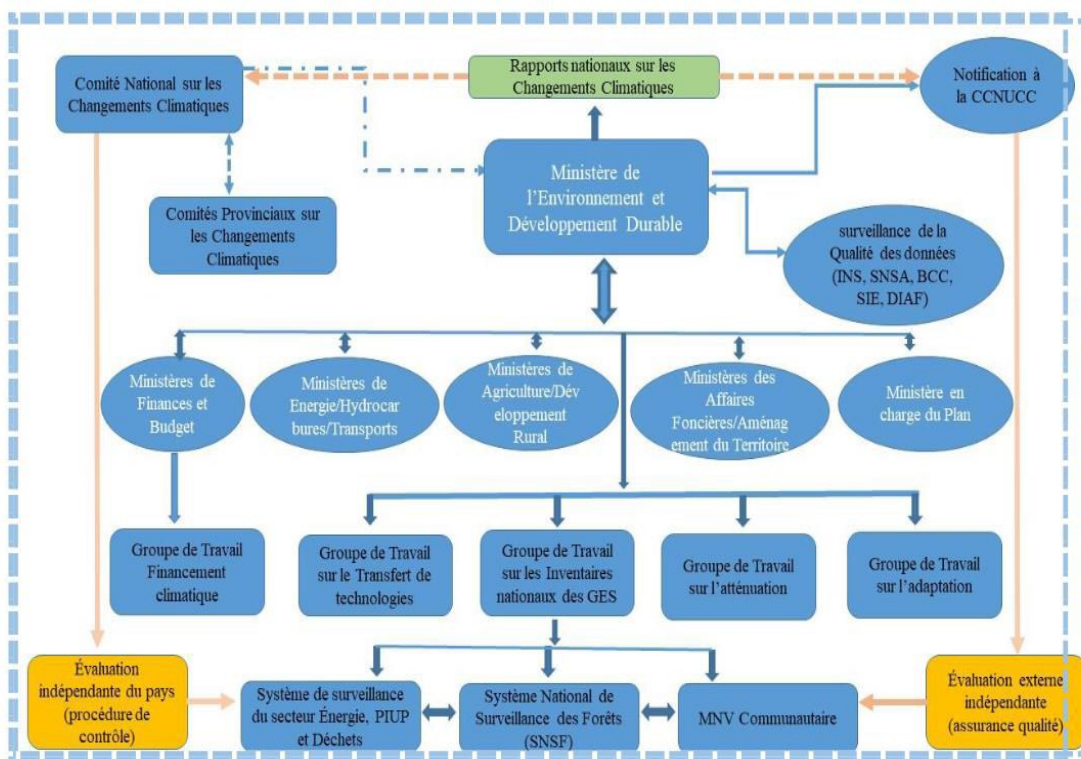 Comité National sur les
Changements Climatiques
Rapports nationaux sur les
Changements Climatiques
Notification à
la CCNUCC
Ministère de
l’Environnement et
Développement Durable
Comités Provinciaux sur
les Changements
Climatiques
surveillance de la
Qualité des données
(INS, SNSA, BCC,
SIE, DIAF)
Ministères de
Finances et
Budget
Ministères de
Energie/Hydrocar
bures/Transports
Ministères de
Agriculture/Dév
eloppement
Rural
Ministères des
Affaires
Foncières/Aménag
ement du Territoire
Ministère en
charge du Plan
Groupe de Travail
Financement
climatique
Groupe de Travail
sur le Transfert de
technologies
Groupe de Travail
sur les Inventaires
nationaux des GES
Groupe de Travail
sur l’atténuation
Groupe de Travail
sur l’adaptation
Évaluation
indépendante du pays
(procédure de
contrôle)
Système de surveillance
du secteur Énergie, PIUP
et Déchets
Système National de
Surveillance des Forêts
(SNSF)
MNV Communautaire
Évaluation externe
indépendante
(assurance qualité)